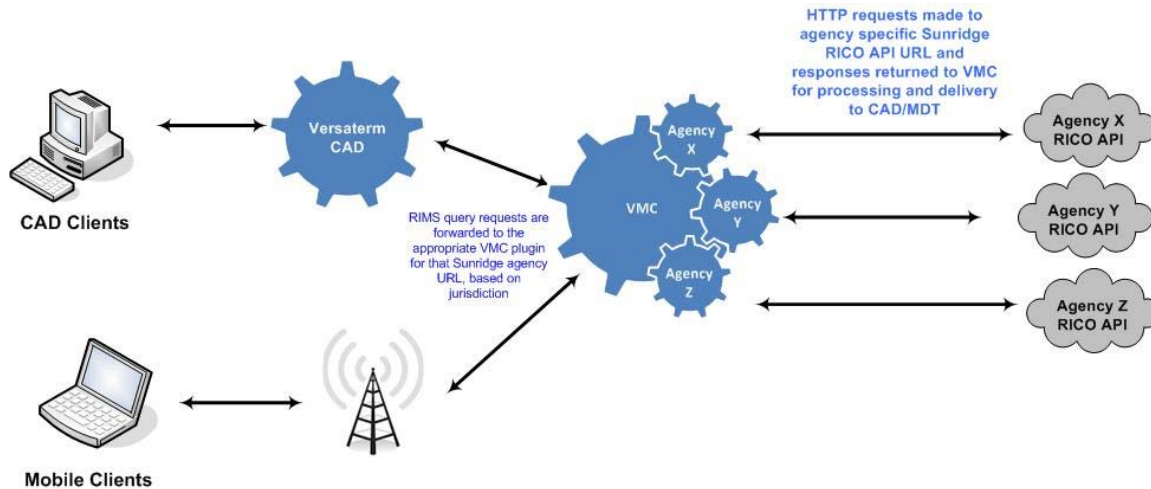 HTTP requests made to
agency specific Sunridge
RICO API URL and
responses returned to VMC
for processing and delivery
to CAD/MDT
Versaterm
CAD
Agency
X
Agency X
RICO API
CAD Clients
VMC
Agency
Y
Agency Y
RICO API
RIMS query requests are
forwarded to the
appropriate VMC plugin
for that Sunridge agency
URL, based on
jurisdiction
Agency
Z
Agency Z
RICO API
Mobile Clients